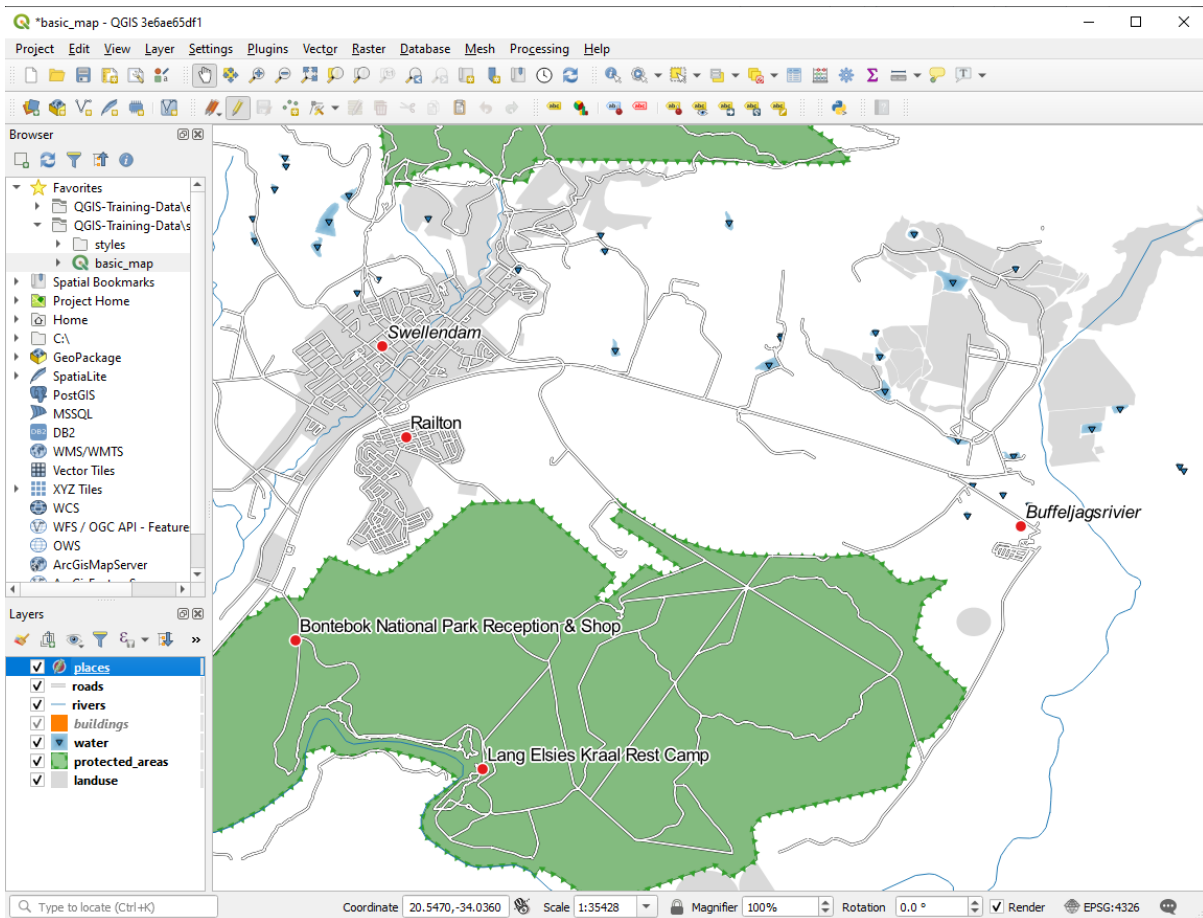 *basic_map - QGIS 3e6ae65df1
Project Edit View Layer Settings Plugins Vector Raster Database Mesh Processing Help
Browser
Favorites
QGIS-Training-Data\e
QGIS-Training-Data\s
styles
basic_map
Spatial Bookmarks
Project Home
Home
C:\
GeoPackage
SpatiaLite
PostGIS
MSSQL
DB2
WMS/WMTS
Vector Tiles
XYZ Tiles
WCS
WFS / OGC API - Feature
OWS
ArcGisMapServer
Layers
places
roads
rivers
buildings
water
protected_areas
landuse
Swellendam
Railton
Buffeljagsrivier
Bontebok National Park Reception & Shop
Lang Elsies Kraal Rest Camp
Type to locate (Ctrl+K) Coordinate 20.5470,-34.0360 Scale 1:35428 Magnifier 100% Rotation 0.0 ° Render EPSG:4326